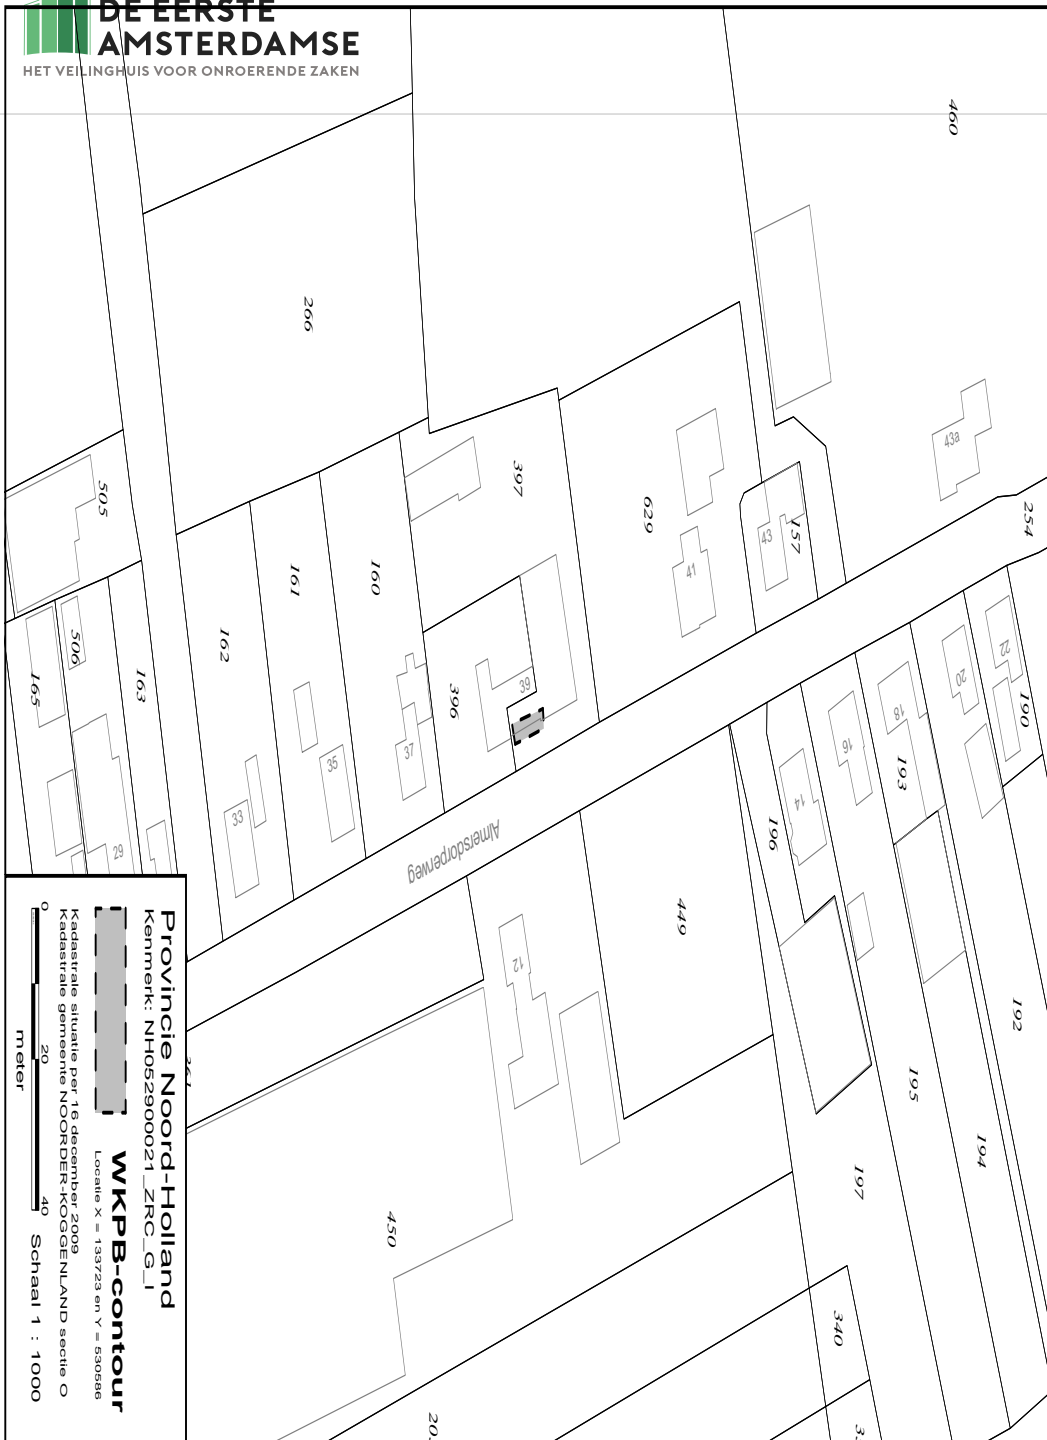 DE EERSTE
AMSTERDAMSE
HET VEILINGHUIS VOOR ONROERENDE ZAKEN
460
266
43a
505
397
629
254
43
157
161
160
41
162
506
22
163
165
39
20
396
190
18
37
16
35
193
14
33
196
Almersdorperweg
29
449
12
192
195
194
197
450
340
Provincie Noord-Holland
Kenmerk: NH052900021_ZRC_G_I
WKPB-contour
Locatie X = 133723 en Y = 530586
Kadastrale situatie per 16 december 2009
Kadastrale gemeente NOORDER-KOGGENLAND sectie O
0 20 40
meter
Schaal 1 : 1000